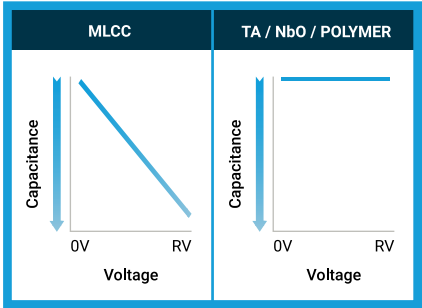 MLCC
Capacitance
0V
RV
Voltage
TA / NbO / POLYMER
Capacitance
0V
RV
Voltage